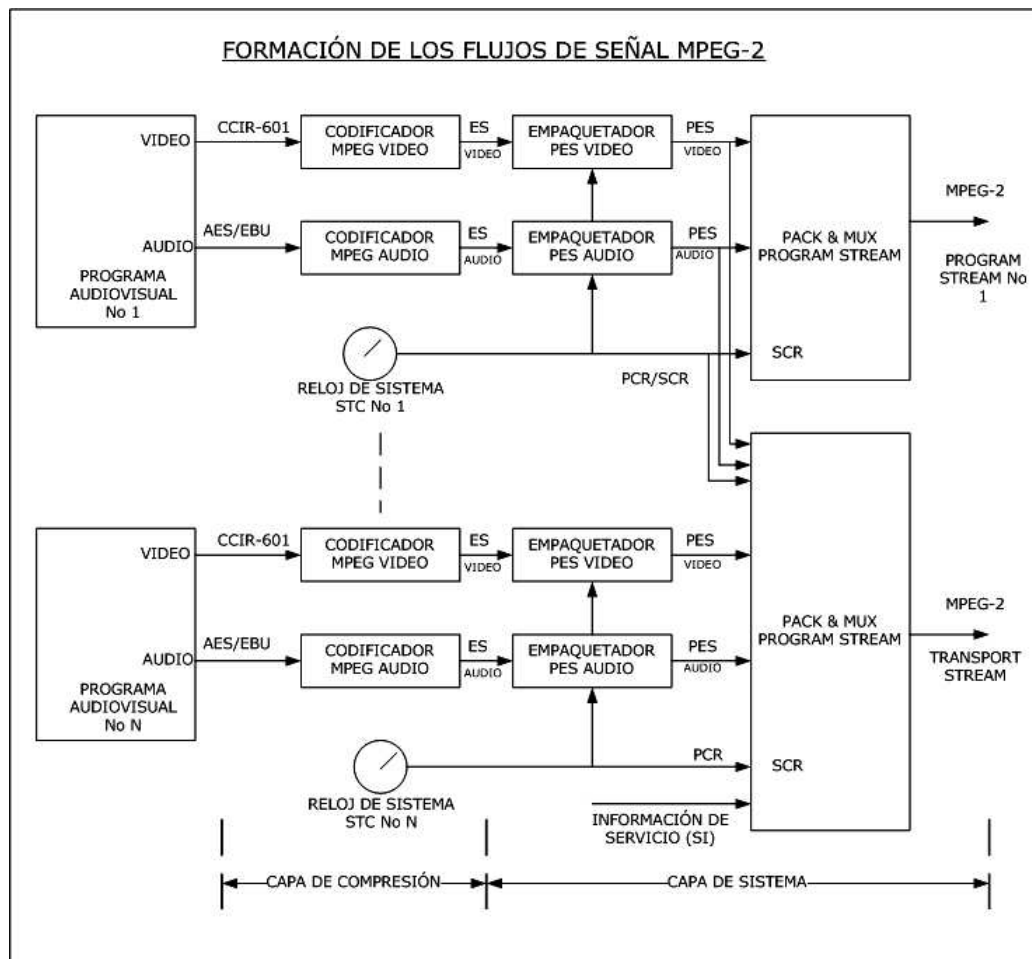 FORMACIÓN DE LOS FLUJOS DE SEÑAL MPEG-2
VIDEO
CCIR-601
CODIFICADOR
MPEG VIDEO
ES
VIDEO
EMPAQUETADOR
PES VIDEO
PES
VIDEO
AUDIO
AES/EBU
CODIFICADOR
MPEG AUDIO
ES
AUDIO
EMPAQUETADOR
PES AUDIO
PES
AUDIO
PROGRAMA
AUDIOVISUAL
No 1
PACK & MUX
PROGRAM STREAM
SCR
MPEG-2
PROGRAM
STREAM No
1
RELOJ DE SISTEMA
STC No 1
PCR/SCR
VIDEO
CCIR-601
CODIFICADOR
MPEG VIDEO
ES
VIDEO
EMPAQUETADOR
PES VIDEO
PES
VIDEO
AUDIO
AES/EBU
CODIFICADOR
MPEG AUDIO
ES
AUDIO
EMPAQUETADOR
PES AUDIO
PES
AUDIO
PROGRAMA
AUDIOVISUAL
No N
PACK & MUX
PROGRAM STREAM
SCR
MPEG-2
TRANSPORT
STREAM
RELOJ DE SISTEMA
STC No N
PCR
INFORMACIÓN DE
SERVICIO (SI)
CAPA DE COMPRESIÓN
CAPA DE SISTEMA